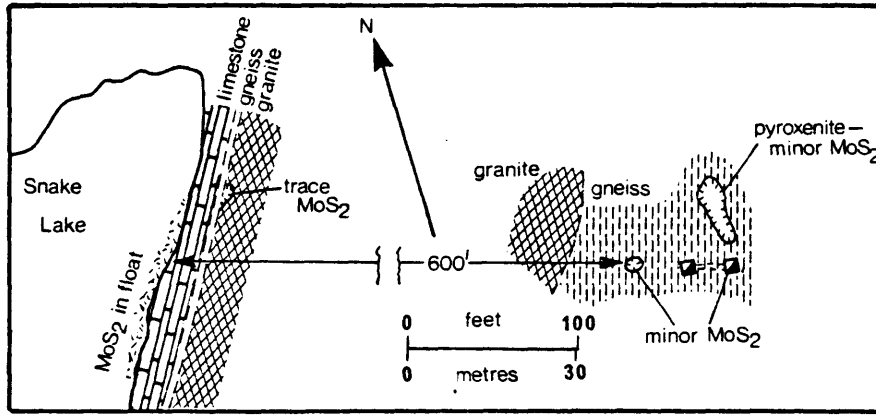 N
limestone
gneiss
granite
Snake
Lake
trace
MoS2
MoS2 in float
granite
gneiss
pyroxenite–
minor MoS2
600'
minor MoS2
0 feet 100
0 metres 30